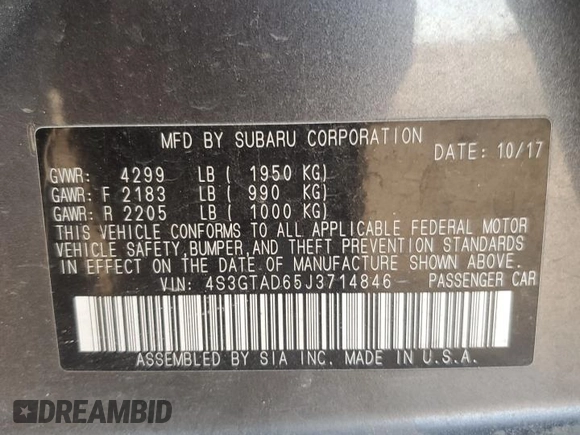 MFD BY SUBARU CORPORATION
DATE: 10/17
GVWR: 4299 LB ( 1950 KG)
GAWR: F 2183 LB ( 990 KG)
GAWR: R 2205 LB ( 1000 KG)
THIS VEHICLE CONFORMS TO ALL APPLICABLE FEDERAL MOTOR
VEHICLE SAFETY, BUMPER, AND THEFT PREVENTION STANDARDS
IN EFFECT ON THE DATE OF MANUFACTURE SHOWN ABOVE.
VIN: 4S3GTAD65J3714846 PASSENGER CAR
ASSEMBLED BY SIA INC. MADE IN U.S.A.
DREAMBID